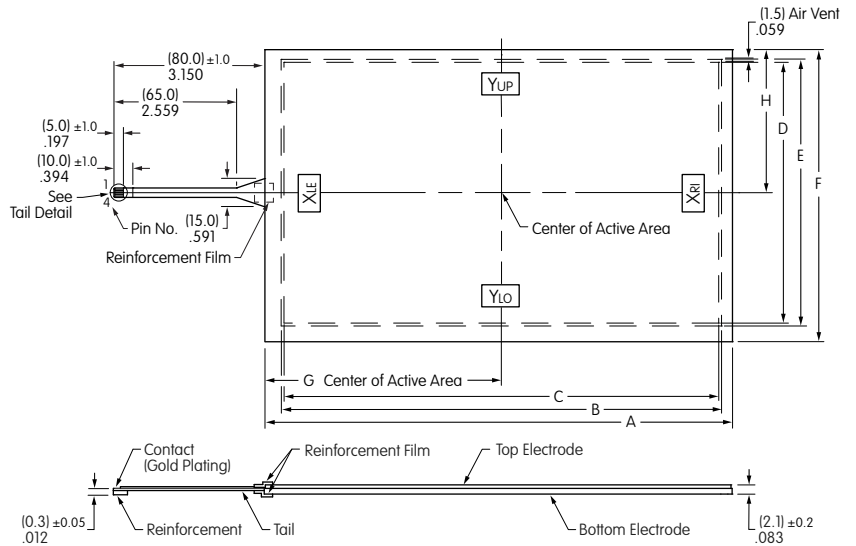 (1.5) Air Vent
.059
(80.0) ±1.0
3.150
(65.0)
2.559
(5.0) ±1.0
.197
(10.0) ±1.0
.394
1
See
Tail Detail
4
Pin No.
(15.0)
.591
Reinforcement Film
YUP
XLE
XRI
YLO
Center of Active Area
H
D
E
F
G Center of Active Area
C
B
A
Contact
(Gold Plating)
Reinforcement Film
Top Electrode
(0.3) ±0.05
.012
Reinforcement
Tail
Bottom Electrode
(2.1) ±0.2
.083